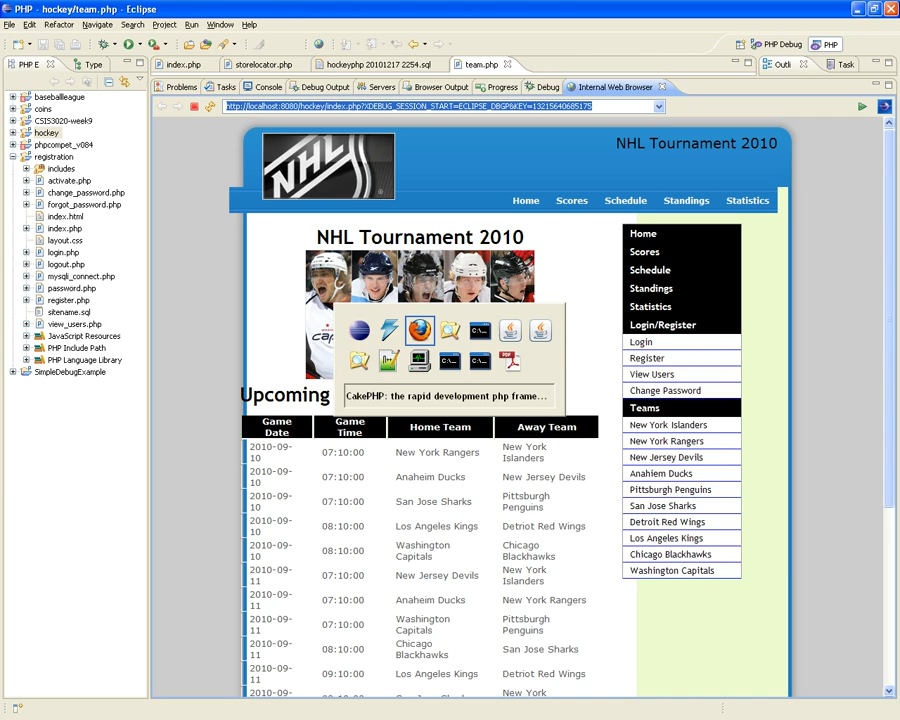 PHP - hockey/team.php - Eclipse
File Edit Refactor Navigate Search Project Run Window Help
PHP Debug PHP
PHP E Type
index.php storelocator.php hockeyphp 20101217 2254.sql team.php
Outli Task
Problems Tasks Console Debug Output Servers Browser Output Progress Debug Internal Web Browser
http://localhost:8080/hockey/index.php?XDEBUG_SESSION_START=ECLIPSE_DBGP&KEY=13215640685175
baseballleague
coins
CSIS3020-week9
hockey
phpcompet_v084
registration
includes
activate.php
change_password.php
forgot_password.php
index.html
index.php
layout.css
login.php
logout.php
mysqli_connect.php
password.php
register.php
sitename.sql
view_users.php
JavaScript Resources
PHP Include Path
PHP Language Library
SimpleDebugExample
NHL
NHL Tournament 2010
Home Scores Schedule Standings Statistics
NHL Tournament 2010
CakePHP: the rapid development php frame...
Upcoming
Game Date Game Time Home Team Away Team
2010-09-10 07:10:00 New York Rangers New York Islanders
2010-09-10 07:10:00 Anaheim Ducks New Jersey Devils
2010-09-10 07:10:00 San Jose Sharks Pittsburgh Penguins
2010-09-10 08:10:00 Los Angeles Kings Detriot Red Wings
2010-09-10 08:10:00 Washington Capitals Chicago Blackhawks
2010-09-11 07:10:00 New Jersey Devils New York Islanders
2010-09-11 07:10:00 Anaheim Ducks New York Rangers
2010-09-11 07:10:00 Washington Capitals Pittsburgh Penguins
2010-09-11 08:10:00 Chicago Blackhawks San Jose Sharks
2010-09-11 09:10:00 Los Angeles Kings Detriot Red Wings
2010-09- New York
Home
Scores
Schedule
Standings
Statistics
Login/Register
Login
Register
View Users
Change Password
Teams
New York Islanders
New York Rangers
New Jersey Devils
Anahiem Ducks
Pittsburgh Penguins
San Jose Sharks
Detroit Red Wings
Los Angeles Kings
Chicago Blackhawks
Washington Capitals